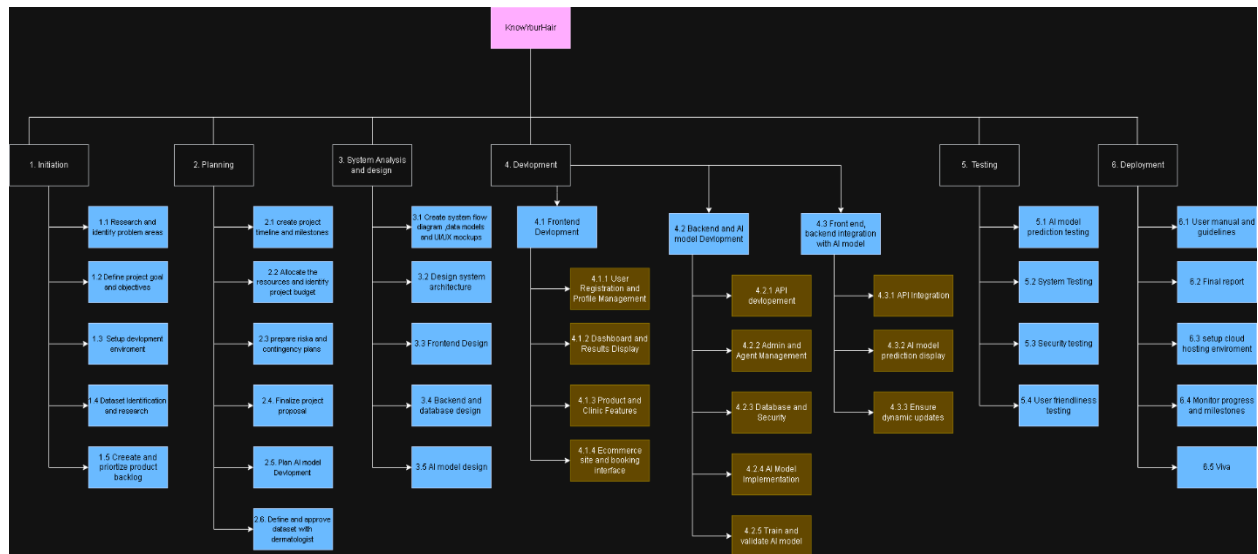 KnowYourHair
1. Initiation
2. Planning
3. System Analysis
and design
4. Devlopment
5. Testing
6. Deployment
1.1 Research and
identify problem areas
1.2 Define project goal
and objectives
1.3 Setup devlopment
enviroment
1.4 Dataset Identification
and research
1.5 Creeate and
prioritize product
backlog
2.1 create project
timeline and milestones
2.2 Allocate the
resources and identify
project budget
2.3 prepare risks and
contingency plans
2.4. Finalize project
proposal
2.5. Plan AI model
Devlopment
2.6. Define and approve
dataset with
dermatologist
3.1 Create system flow
diagram ,data models
and UI/UX mockups
3.2 Design system
architecture
3.3 Frontend Design
3.4 Backend and
database design
3.5 AI model design
4.1 Frontend
Devlopment
4.1.1 User
Registration and
Profile Management
4.1.2 Dashboard and
Results Display
4.1.3 Product and
Clinic Features
4.1.4 Ecommerce
site and booking
interface
4.2 Backend and AI
model Devlopment
4.2.1 API
devlopement
4.2.2 Admin and
Agent Management
4.2.3 Database and
Security
4.2.4 AI Model
Implementation
4.2.5 Train and
validate AI model
4.3 Front end,
backend integration
with AI model
4.3.1 API Integration
4.3.2 AI model
prediction display
4.3.3 Ensure
dynamic updates
5.1 AI model
prediction testing
5.2 System Testing
5.3 Security testing
5.4 User friendliness
testing
6.1 User manual and
guidelines
6.2 Final report
6.3 setup cloud
hosting enviroment
6.4 Monitor progress
and milestones
6.5 Viva